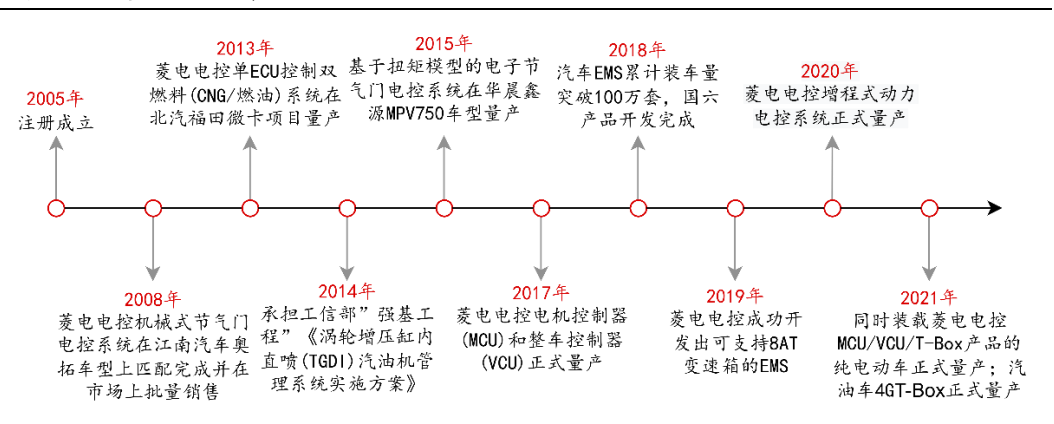 2005年
注册成立
2013年
菱电电控单ECU控制双
燃料(CNG/燃油)系统在
北汽福田微卡项目量产
2015年
基于扭矩模型的电子节
气门电控系统在华晨鑫
源MPV750车型量产
2018年
汽车EMS累计装车量
突破100万套，国六
产品开发完成
2020年
菱电电控增程式动力
电控系统正式量产
2008年
菱电电控机械式节气门
电控系统在江南汽车奥
拓车型上匹配完成并在
市场上批量销售
2014年
承担工信部”强基工
程”《涡轮增压缸内
直喷(TGDI)汽油机管
理系统实施方案》
2017年
菱电电控电机控制器
(MCU)和整车控制器
(VCU)正式量产
2019年
菱电电控成功开
发出可支持8AT
变速箱的EMS
2021年
同时装载菱电电控
MCU/VCU/T-Box产品的
纯电动车正式量产；汽
油车4GT-Box正式量产